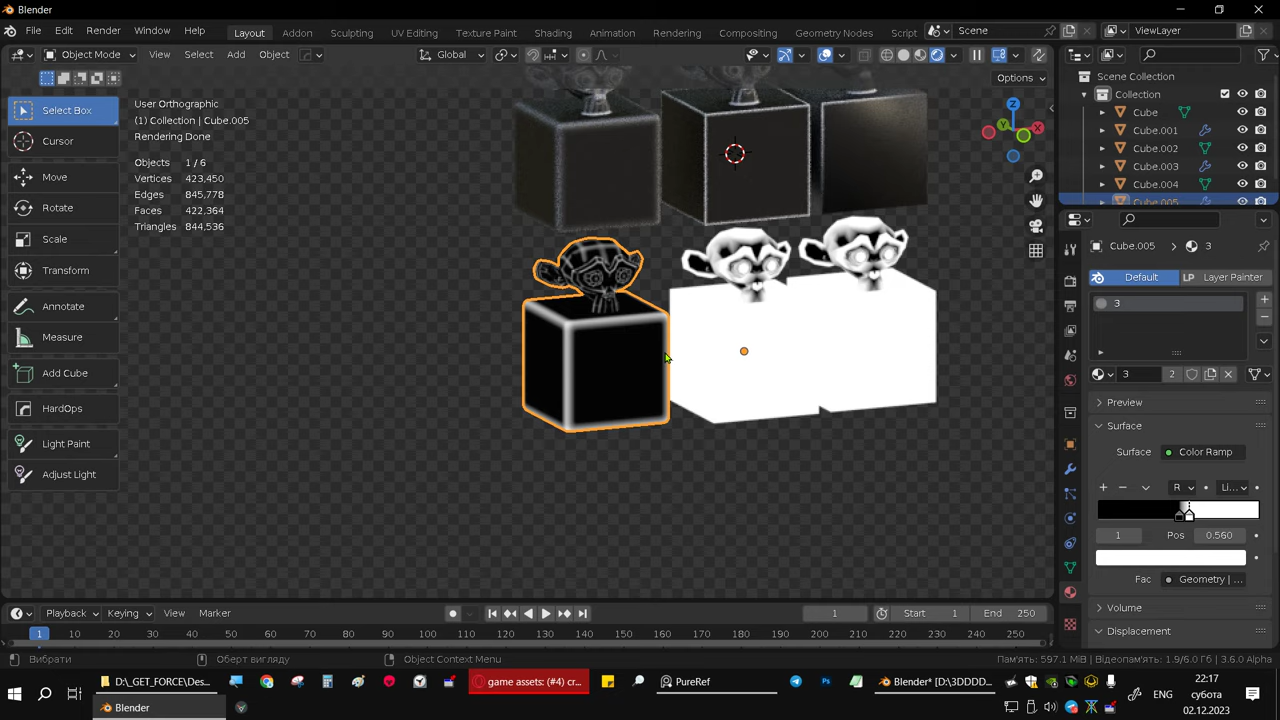 Blender
File Edit Render Window Help Layout Addon Sculpting UV Editing Texture Paint Shading Animation Rendering Compositing Geometry Nodes Script Scene ViewLayer
Object Mode View Select Add Object Global
Options
Select Box
Cursor
Move
Rotate
Scale
Transform
Annotate
Measure
Add Cube
HardOps
Light Paint
Adjust Light
User Orthographic
(1) Collection | Cube.005
Rendering Done
Objects 1 / 6
Vertices 423,450
Edges 845,778
Faces 422,364
Triangles 844,536
Z
X
Y
Scene Collection
Collection
Cube
Cube.001
Cube.002
Cube.003
Cube.004
Cube.005
Cube.005 3
Default LP Layer Painter
3
3 2
Preview
Surface
Surface Color Ramp
R Li...
1 Pos 0.560
Fac Geometry | ...
Volume
Displacement
Playback Keying View Marker 1 Start 1 End 250
1 10 20 30 40 50 60 70 80 90 100 110 120 130 140 150 160 170 180 190 200 210 220 230 240 250
Вибрати Оберт вигляду Object Context Menu Пам'ять: 597.1 MiB | Відеопам'ять: 1.9/6.0 Гб | 3.6.0 Alpha
D:\_GET_FORCE/Des... game assets: (#4) cr... PureRef Blender* [D:\3DDDD...
Blender
ENG
22:17
субота
02.12.2023